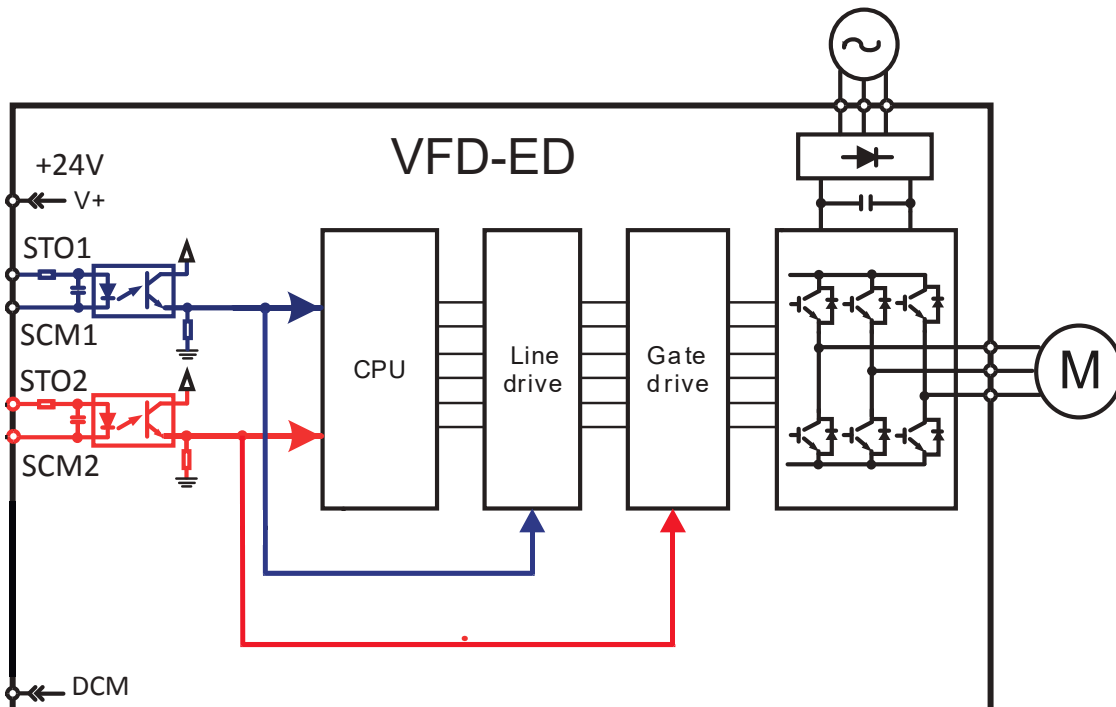 VFD-ED
+24V
V+
STO1
SCM1
STO2
SCM2
CPU
Line
drive
Gate
drive
M
DCM